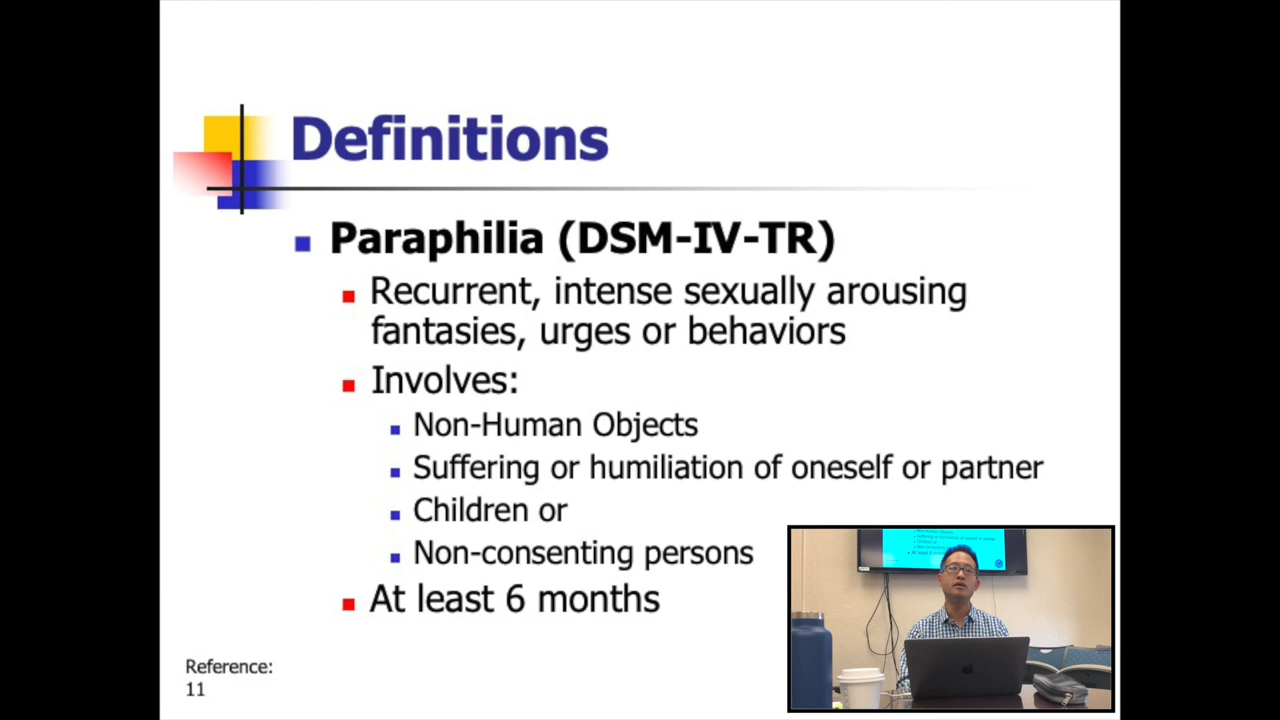 Definitions
Paraphilia (DSM-IV-TR)
Recurrent, intense sexually arousing
fantasies, urges or behaviors
Involves:
Non-Human Objects
Suffering or humiliation of oneself or partner
Children or
Non-consenting persons
At least 6 months
Reference:
11